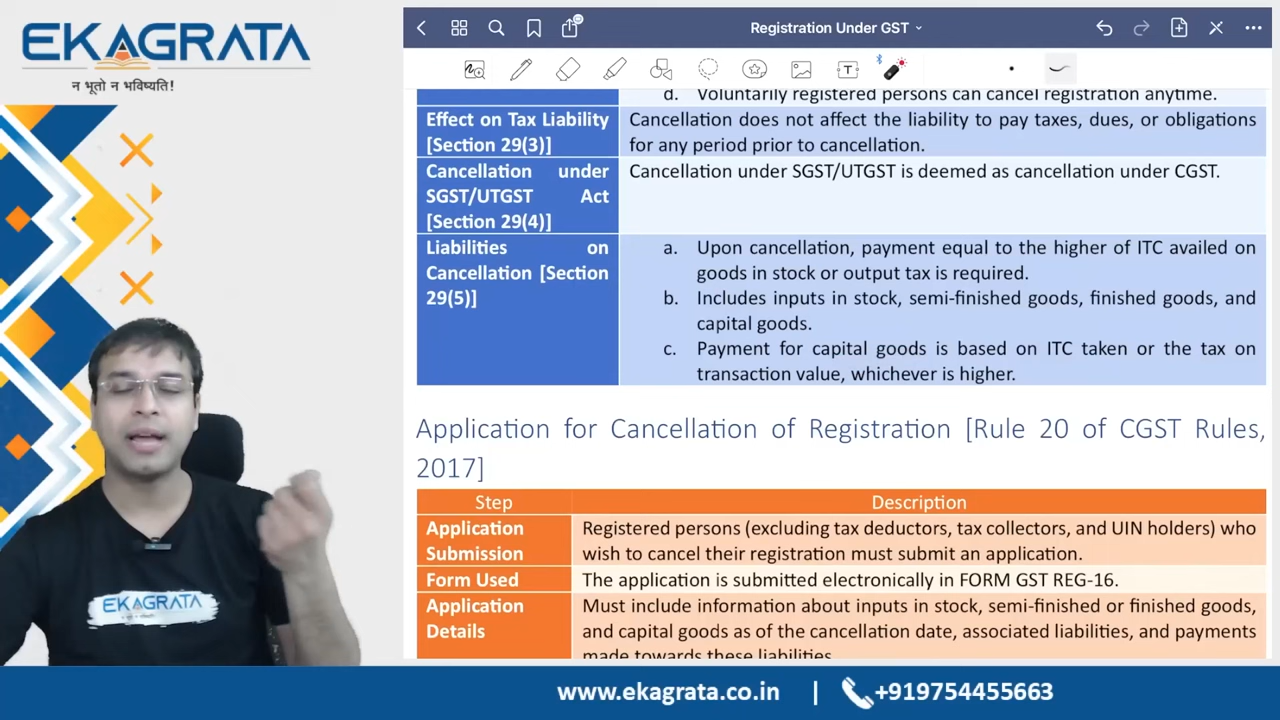 EKAGRATA
न भूतो न भविष्यति!
Registration Under GST
d. Voluntarily registered persons can cancel registration anytime.
Effect on Tax Liability
[Section 29(3)]
Cancellation does not affect the liability to pay taxes, dues, or obligations
for any period prior to cancellation.
Cancellation under
SGST/UTGST Act
[Section 29(4)]
Cancellation under SGST/UTGST is deemed as cancellation under CGST.
Liabilities on
Cancellation [Section
29(5)]
a. Upon cancellation, payment equal to the higher of ITC availed on
goods in stock or output tax is required.
b. Includes inputs in stock, semi-finished goods, finished goods, and
capital goods.
c. Payment for capital goods is based on ITC taken or the tax on
transaction value, whichever is higher.
Application for Cancellation of Registration [Rule 20 of CGST Rules,
2017]
Step Description
Application
Submission
Registered persons (excluding tax deductors, tax collectors, and UIN holders) who
wish to cancel their registration must submit an application.
Form Used The application is submitted electronically in FORM GST REG-16.
Application
Details
Must include information about inputs in stock, semi-finished or finished goods,
and capital goods as of the cancellation date, associated liabilities, and payments
made towards these liabilities.
EKAGRATA
www.ekagrata.co.in | +919754455663